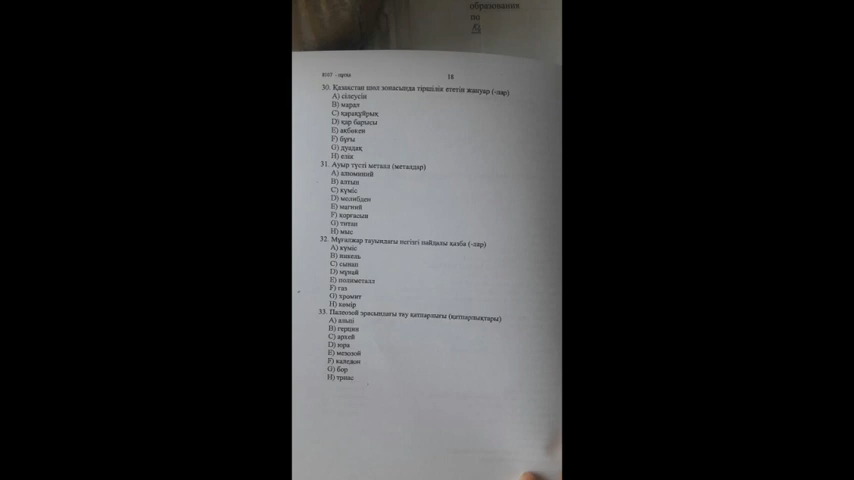 образования
по
8107 - нұсқа
18
30. Қазақстан шөл зонасында тіршілік ететін жануар (-лар)
A) сілеусін
B) марал
C) қарақұйрық
D) қар барысы
E) ақбөкен
F) бұғы
G) дуадақ
H) елік
31. Ауыр түсті металл (металдар)
A) алюминий
B) алтын
C) күміс
D) молибден
E) магний
F) қорғасын
G) титан
H) мыс
32. Мұғалжар тауындағы негізгі пайдалы қазба (-лар)
A) күміс
B) никель
C) сынап
D) мұнай
E) полиметалл
F) газ
G) хромит
H) көмір
33. Палеозой эрасындағы тау қатпарлығы (қатпарлықтары)
A) альпі
B) герцин
C) архей
D) юра
E) мезозой
F) каледон
G) бор
H) триас